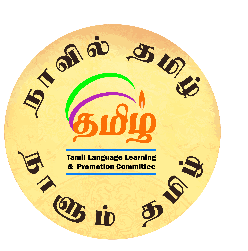 நாவில் தமிழ்
தமிழ்
Tamil Language Learning
& Promotion Committee
நாளும் தமிழ்